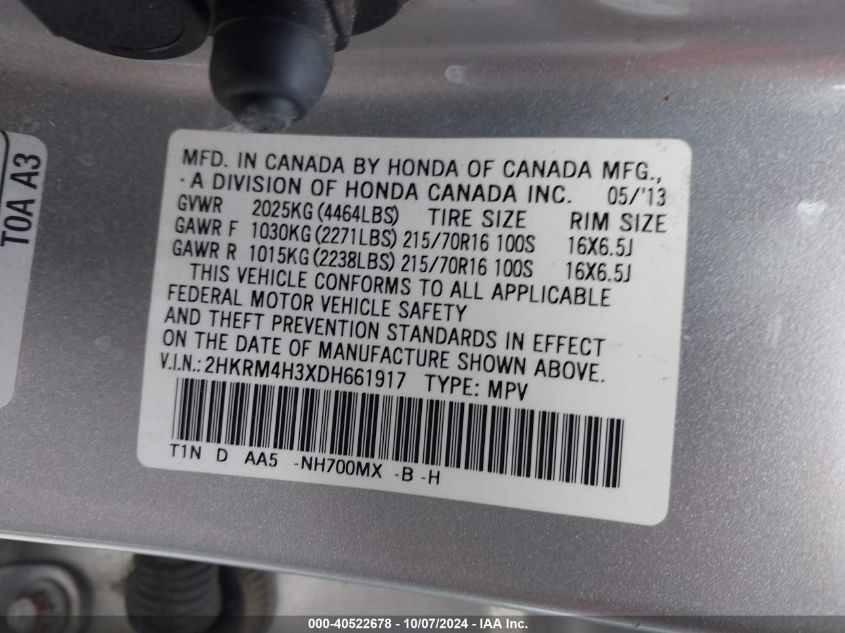 TOA A3
MFD. IN CANADA BY HONDA OF CANADA MFG.,
A DIVISION OF HONDA CANADA INC. 05/'13
GVWR 2025KG (4464LBS) TIRE SIZE RIM SIZE
GAWR F 1030KG (2271LBS) 215/70R16 100S 16X6.5J
GAWR R 1015KG (2238LBS) 215/70R16 100S 16X6.5J
THIS VEHICLE CONFORMS TO ALL APPLICABLE
FEDERAL MOTOR VEHICLE SAFETY
AND THEFT PREVENTION STANDARDS IN EFFECT
ON THE DATE OF MANUFACTURE SHOWN ABOVE.
V.I.N.: 2HKRM4H3XDH661917 TYPE: MPV
T1N D AA5 -NH700MX -B -H
000-40522678 - 10/07/2024 - IAAI.com